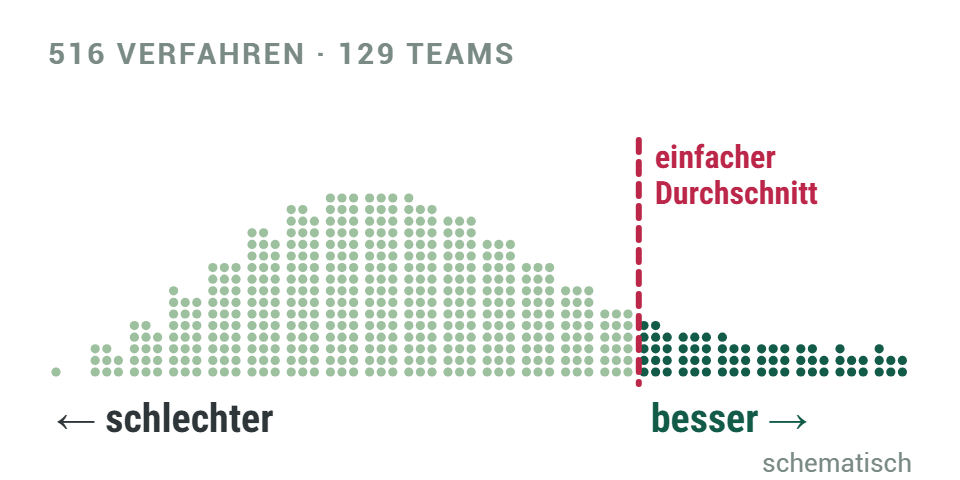 516 VERFAHREN · 129 TEAMS
einfacher
Durchschnitt
← schlechter
besser →
schematisch